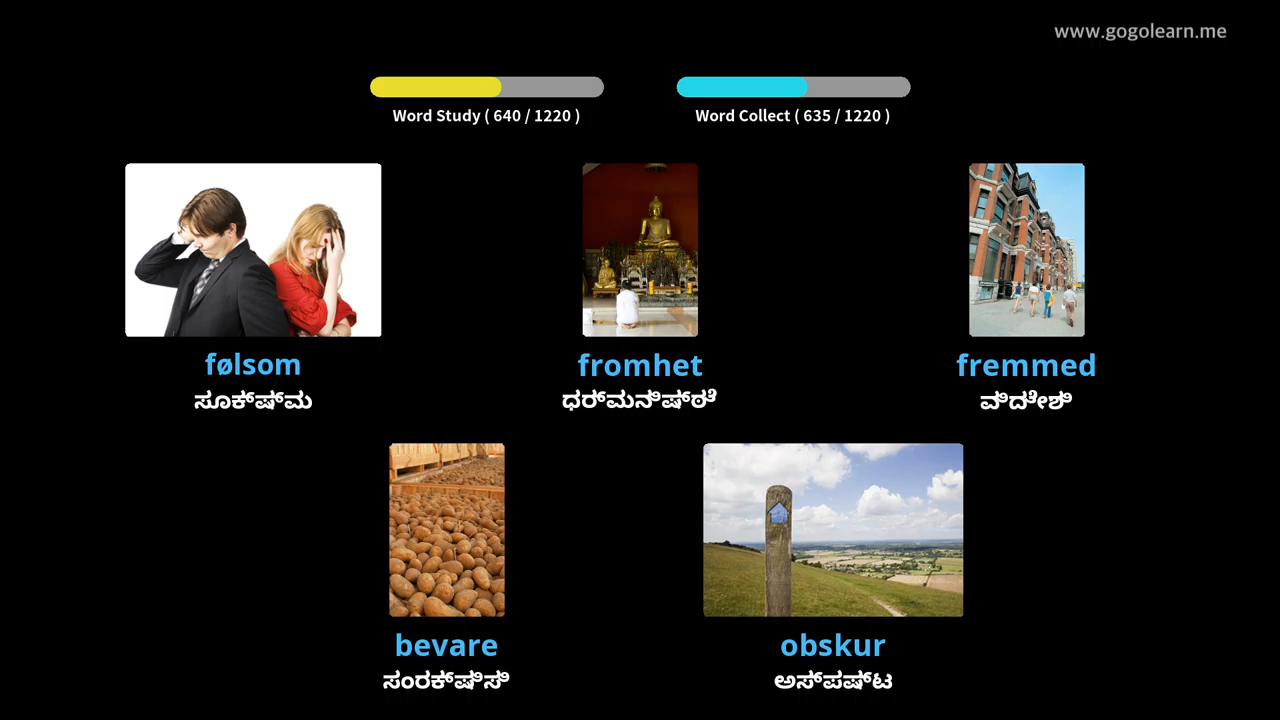 www.gogolearn.me
Word Study ( 640 / 1220 )
Word Collect ( 635 / 1220 )
følsom
fromhet
fremmed
ಸೂಕ್ಷ್ಮ
ಧರ್ಮನಿಷ್ಠೆ
ವಿದೇಶಿ
bevare
obskur
ಸಂರಕ್ಷಿಸಿ
ಅಸ್ಪಷ್ಟ